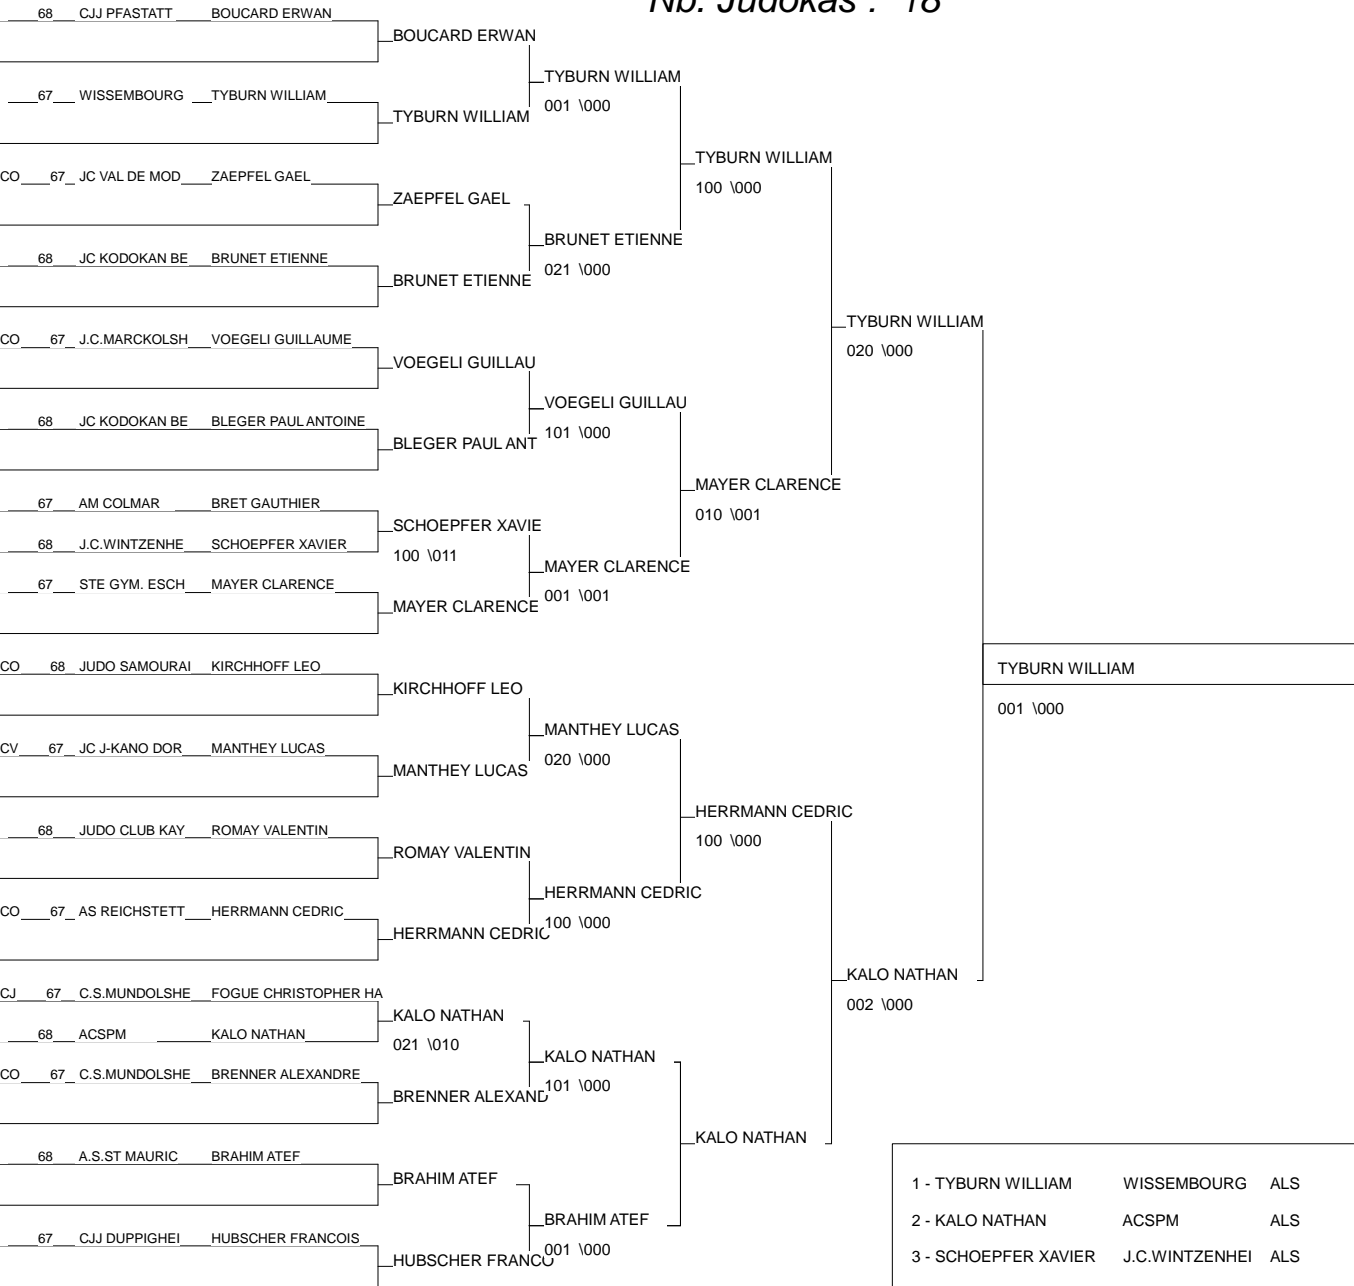 Nb. Judokas : 18
68 CJJ PFASTATT BOUCARD ERWAN
BOUCARD ERWAN
TYBURN WILLIAM
67 WISSEMBOURG TYBURN WILLIAM
001 \000
TYBURN WILLIAM
TYBURN WILLIAM
CO 67 JC VAL DE MOD ZAEPFEL GAEL
100 \000
ZAEPFEL GAEL
BRUNET ETIENNE
68 JC KODOKAN BE BRUNET ETIENNE
021 \000
BRUNET ETIENNE
TYBURN WILLIAM
CO 67 J.C.MARCKOLSH VOEGELI GUILLAUME
020 \000
VOEGELI GUILLAU
VOEGELI GUILLAU
68 JC KODOKAN BE BLEGER PAUL ANTOINE
101 \000
BLEGER PAUL ANT
MAYER CLARENCE
67 AM COLMAR BRET GAUTHIER
010 \001
SCHOEPFER XAVIE
68 J.C.WINTZENHE SCHOEPFER XAVIER
100 \011
MAYER CLARENCE
67 STE GYM. ESCH MAYER CLARENCE
001 \001
MAYER CLARENCE
CO 68 JUDO SAMOURAI KIRCHHOFF LEO
TYBURN WILLIAM
KIRCHHOFF LEO
001 \000
MANTHEY LUCAS
CV 67 JC J-KANO DOR MANTHEY LUCAS
020 \000
MANTHEY LUCAS
HERRMANN CEDRIC
68 JUDO CLUB KAY ROMAY VALENTIN
100 \000
ROMAY VALENTIN
HERRMANN CEDRIC
CO 67 AS REICHSTETT HERRMANN CEDRIC
100 \000
HERRMANN CEDRIC
KALO NATHAN
CJ 67 C.S.MUNDOLSHE FOGUE CHRISTOPHER HA
002 \000
KALO NATHAN
68 ACSPM KALO NATHAN
021 \010
KALO NATHAN
CO 67 C.S.MUNDOLSHE BRENNER ALEXANDRE
101 \000
BRENNER ALEXAND
KALO NATHAN
68 A.S.ST MAURIC BRAHIM ATEF
BRAHIM ATEF
1 - TYBURN WILLIAM WISSEMBOURG ALS
BRAHIM ATEF
2 - KALO NATHAN ACSPM ALS
67 CJJ DUPPIGHEI HUBSCHER FRANCOIS
001 \000
3 - SCHOEPFER XAVIER J.C.WINTZENHEI ALS
HUBSCHER FRANCO